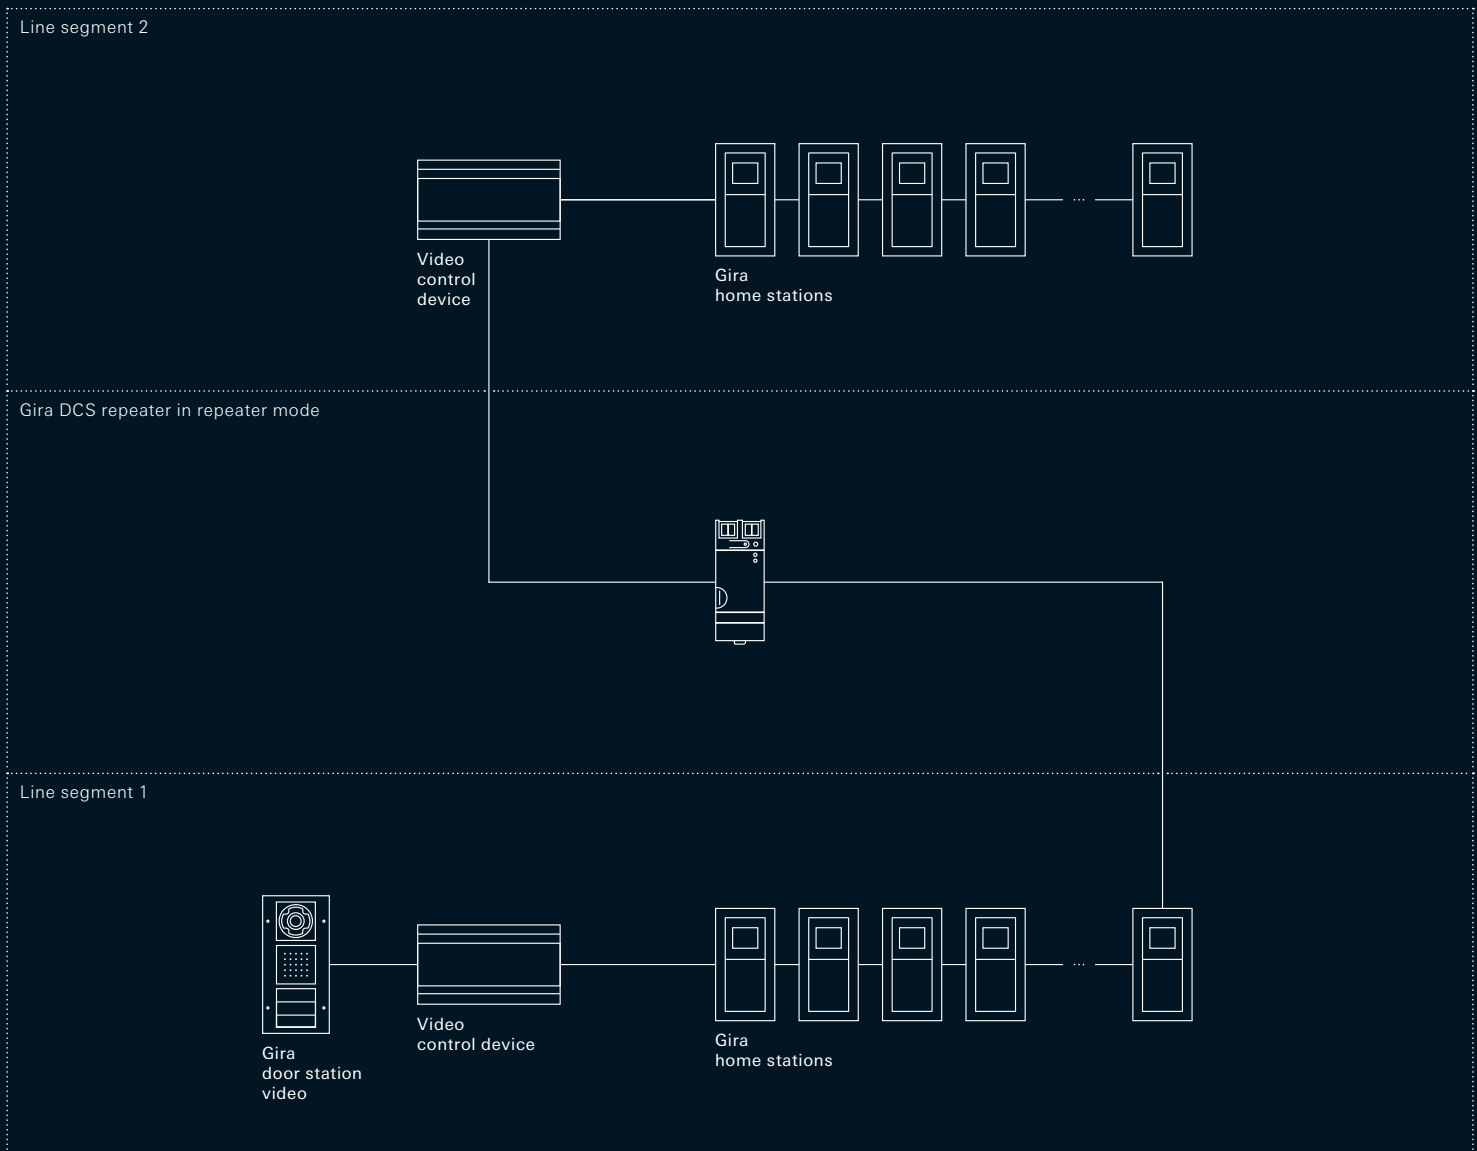 Line segment 2
Video
control
device
Gira
home stations
...
Gira DCS repeater in repeater mode
Line segment 1
Gira
door station
video
Video
control device
Gira
home stations
...